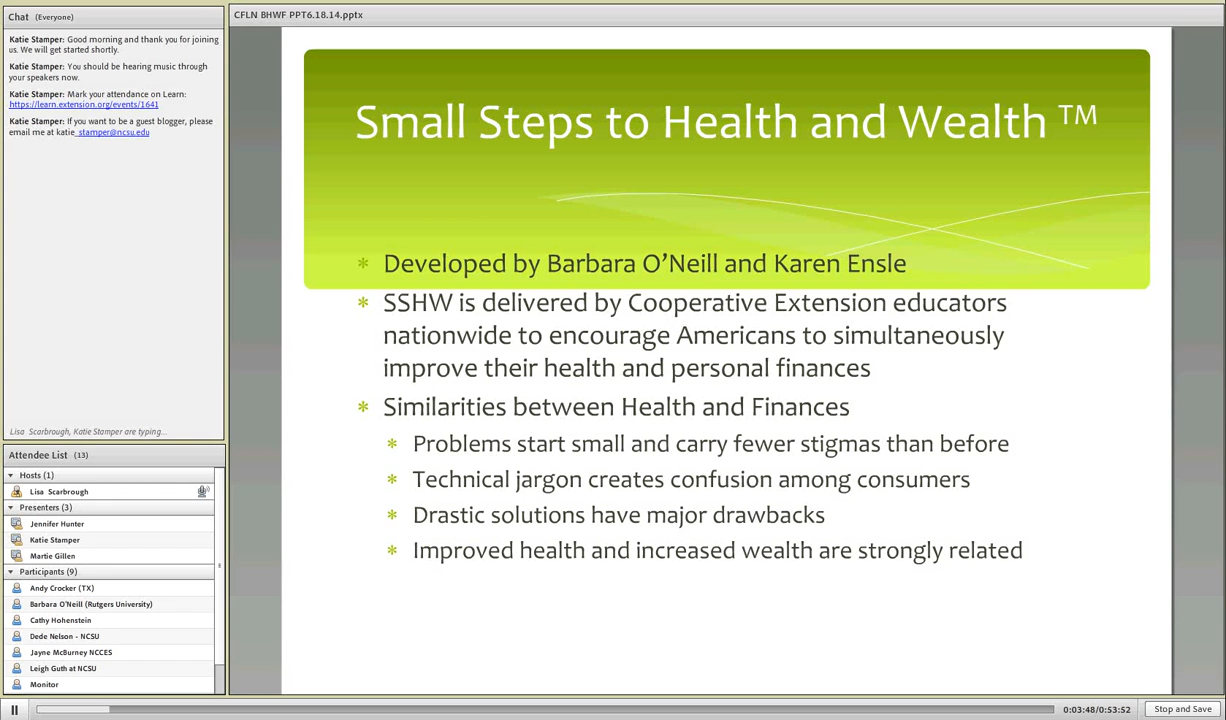 Chat (Everyone)
Katie Stamper: Good morning and thank you for joining
us. We will get started shortly.
Katie Stamper: You should be hearing music through
your speakers now.
Katie Stamper: Mark your attendance on Learn:
https://learn.extension.org/events/1641
Katie Stamper: If you want to be a guest blogger, please
email me at katie_stamper@ncsu.edu
Lisa Scarbrough, Katie Stamper are typing...
Attendee List (13)
Hosts (1)
Lisa Scarbrough
Presenters (3)
Jennifer Hunter
Katie Stamper
Martie Gillen
Participants (9)
Andy Crocker (TX)
Barbara O'Neill (Rutgers University)
Cathy Hohenstein
Dede Nelson - NCSU
Jayne McBurney NCCES
Leigh Guth at NCSU
Monitor
CFLN BHWF PPT6.18.14.pptx
Small Steps to Health and Wealth ™
* Developed by Barbara O’Neill and Karen Ensle
* SSHW is delivered by Cooperative Extension educators
nationwide to encourage Americans to simultaneously
improve their health and personal finances
* Similarities between Health and Finances
* Problems start small and carry fewer stigmas than before
* Technical jargon creates confusion among consumers
* Drastic solutions have major drawbacks
* Improved health and increased wealth are strongly related
0:03:48/0:53:52
Stop and Save